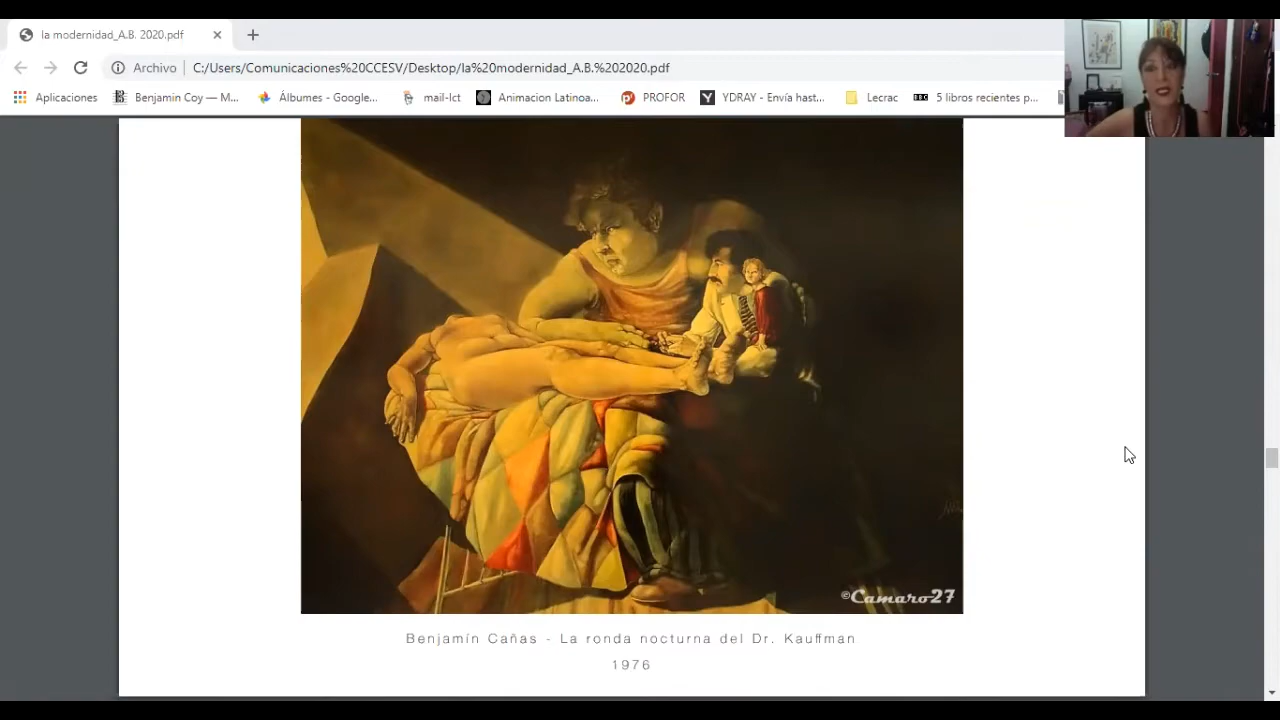 la modernidad_A.B. 2020.pdf
Archivo
C:/Users/Comunicaciones%20CCESV/Desktop/la%20modernidad_A.B.%202020.pdf
Aplicaciones
Benjamin Coy — M...
Álbumes - Google...
mail-lct
Animacion Latinoa...
PROFOR
YDRAY - Envía hast...
Lecrac
BBC
5 libros recientes p...
©Camaro27
Benjamín Cañas - La ronda nocturna del Dr. Kauffman
1976